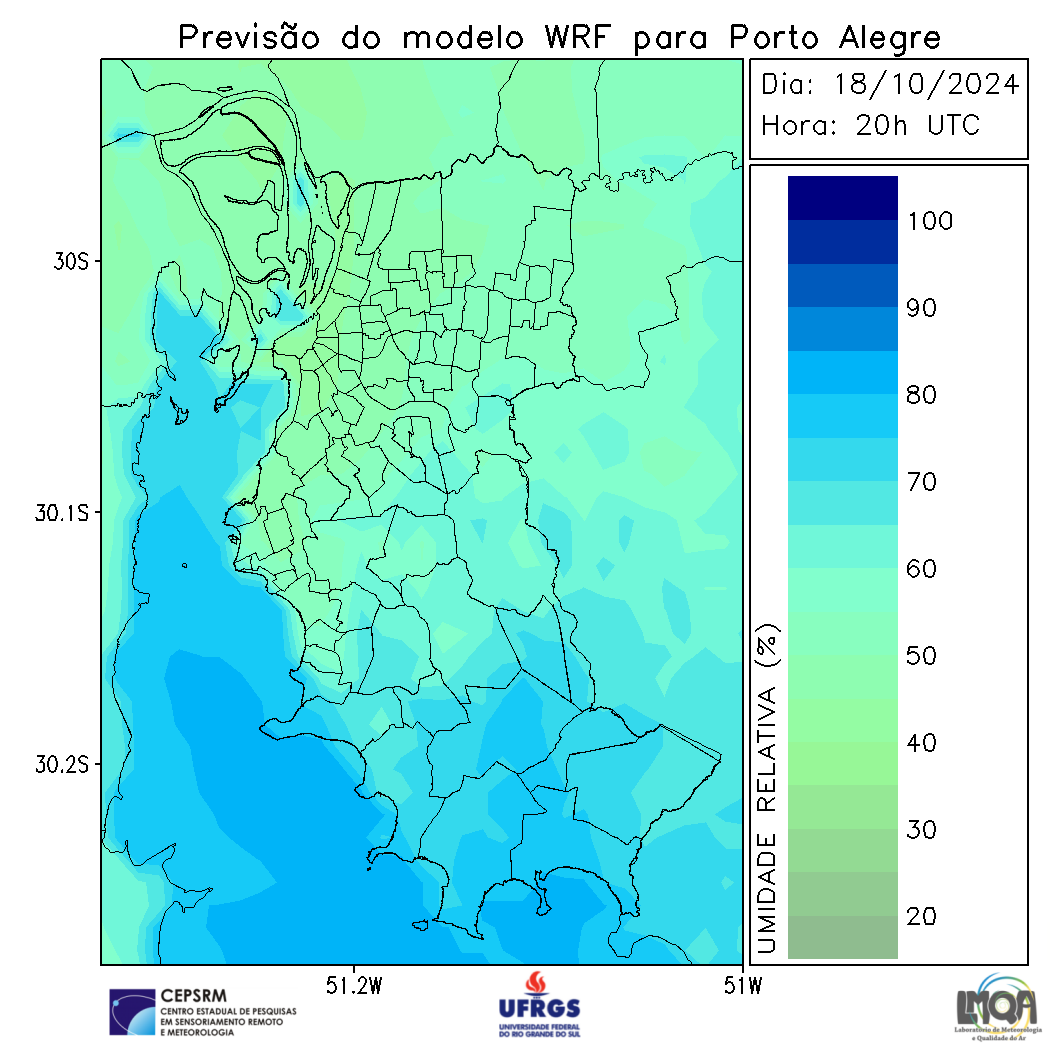 Previsão do modelo WRF para Porto Alegre
Dia: 18/10/2024
Hora: 20h UTC
100
90
80
70
60
50
40
30
20
UMIDADE RELATIVA (%)
30S
30.1S
30.2S
51.2W
51W
CEPSRM
CENTRO ESTADUAL DE PESQUISAS
EM SENSORIAMENTO REMOTO
E METEOROLOGIA
UFRGS
UNIVERSIDADE FEDERAL
DO RIO GRANDE DO SUL
LMQA
Laboratório de Meteorologia
e Qualidade do Ar